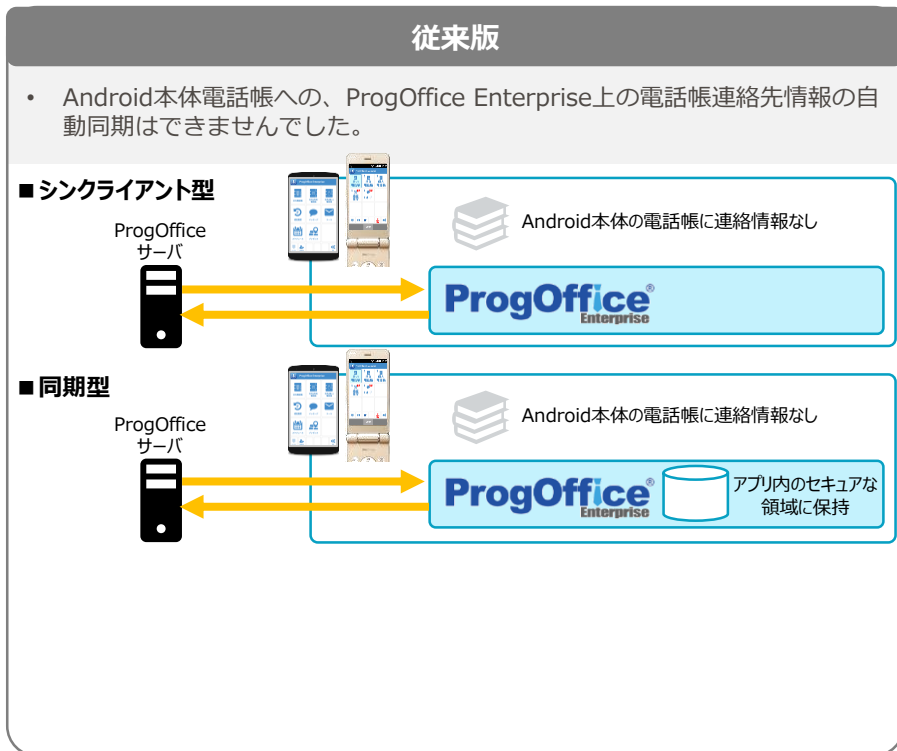 従来版
• Android本体電話帳への、ProgOffice Enterprise上の電話帳連絡先情報の自
動同期はできませんでした。
■シンクライアント型
ProgOffice
サーバ
Android本体の電話帳に連絡情報なし
ProgOffice®
Enterprise
■同期型
ProgOffice
サーバ
Android本体の電話帳に連絡情報なし
ProgOffice®
Enterprise
アプリ内のセキュアな
領域に保持